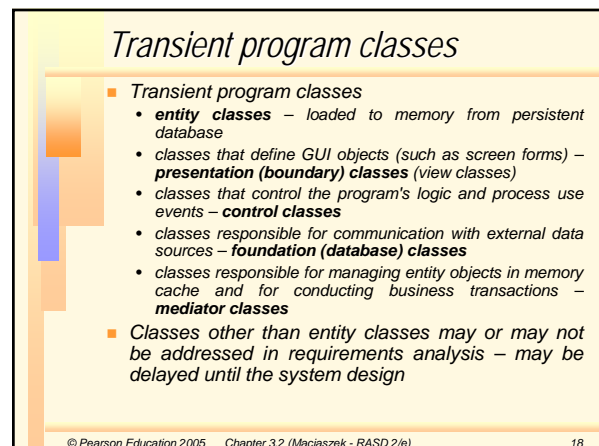 Transient program classes
Transient program classes
• entity classes – loaded to memory from persistent
database
• classes that define GUI objects (such as screen forms) –
presentation (boundary) classes (view classes)
• classes that control the program's logic and process use
events – control classes
• classes responsible for communication with external data
sources – foundation (database) classes
• classes responsible for managing entity objects in memory
cache and for conducting business transactions –
mediator classes
Classes other than entity classes may or may not
be addressed in requirements analysis – may be
delayed until the system design
© Pearson Education 2005 Chapter 3.2 (Maciaszek - RASD 2/e) 18